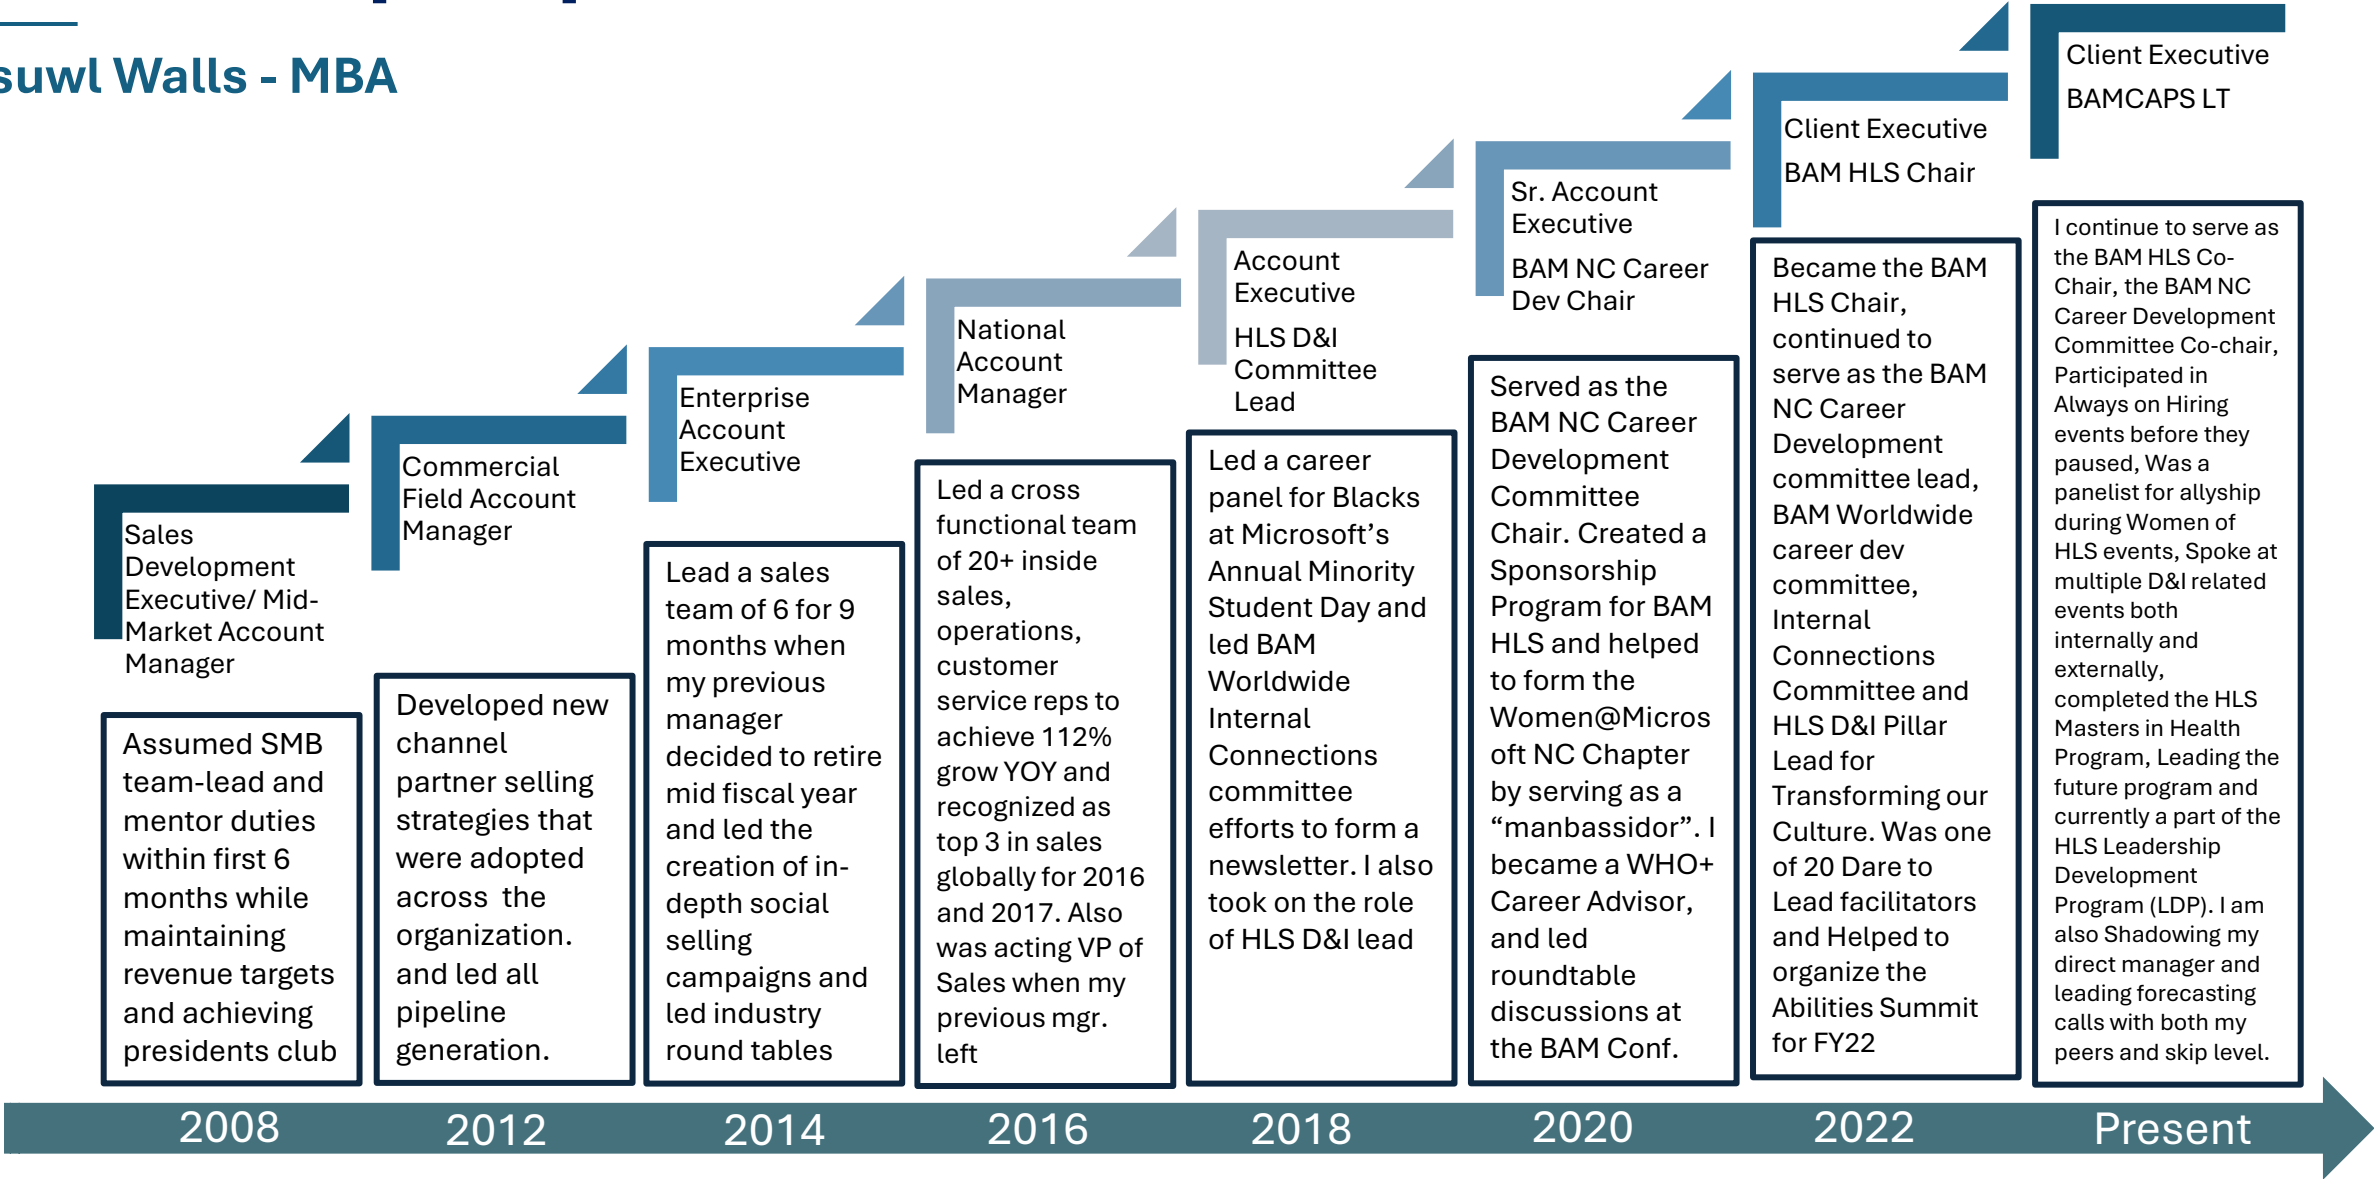 suwl Walls - MBA
Sales
Development
Executive/ Mid-
Market Account
Manager
Assumed SMB
team-lead and
mentor duties
within first 6
months while
maintaining
revenue targets
and achieving
presidents club
2008
Commercial
Field Account
Manager
Developed new
channel
partner selling
strategies that
were adopted
across the
organization.
and led all
pipeline
generation.
2012
Enterprise
Account
Executive
Lead a sales
team of 6 for 9
months when
my previous
manager
decided to retire
mid fiscal year
and led the
creation of in-
depth social
selling
campaigns and
led industry
round tables
2014
National
Account
Manager
Led a cross
functional team
of 20+ inside
sales,
operations,
customer
service reps to
achieve 112%
grow YOY and
recognized as
top 3 in sales
globally for 2016
and 2017. Also
was acting VP of
Sales when my
previous mgr.
left
2016
Account
Executive
HLS D&I
Committee
Lead
Led a career
panel for Blacks
at Microsoft’s
Annual Minority
Student Day and
led BAM
Worldwide
Internal
Connections
committee
efforts to form a
newsletter. I also
took on the role
of HLS D&I lead
2018
Sr. Account
Executive
BAM NC Career
Dev Chair
Served as the
BAM NC Career
Development
Committee
Chair. Created a
Sponsorship
Program for BAM
HLS and helped
to form the
Women@Micros
oft NC Chapter
by serving as a
“manbassidor”. I
became a WHO+
Career Advisor,
and led
roundtable
discussions at
the BAM Conf.
2020
Client Executive
BAM HLS Chair
Became the BAM
HLS Chair,
continued to
serve as the BAM
NC Career
Development
committee lead,
BAM Worldwide
career dev
committee,
Internal
Connections
Committee and
HLS D&I Pillar
Lead for
Transforming our
Culture. Was one
of 20 Dare to
Lead facilitators
and Helped to
organize the
Abilities Summit
for FY22
2022
Client Executive
BAMCAPS LT
I continue to serve as
the BAM HLS Co-
Chair, the BAM NC
Career Development
Committee Co-chair,
Participated in
Always on Hiring
events before they
paused, Was a
panelist for allyship
during Women of
HLS events, Spoke at
multiple D&I related
events both
internally and
externally,
completed the HLS
Masters in Health
Program, Leading the
future program and
currently a part of the
HLS Leadership
Development
Program (LDP). I am
also Shadowing my
direct manager and
leading forecasting
calls with both my
peers and skip level.
Present